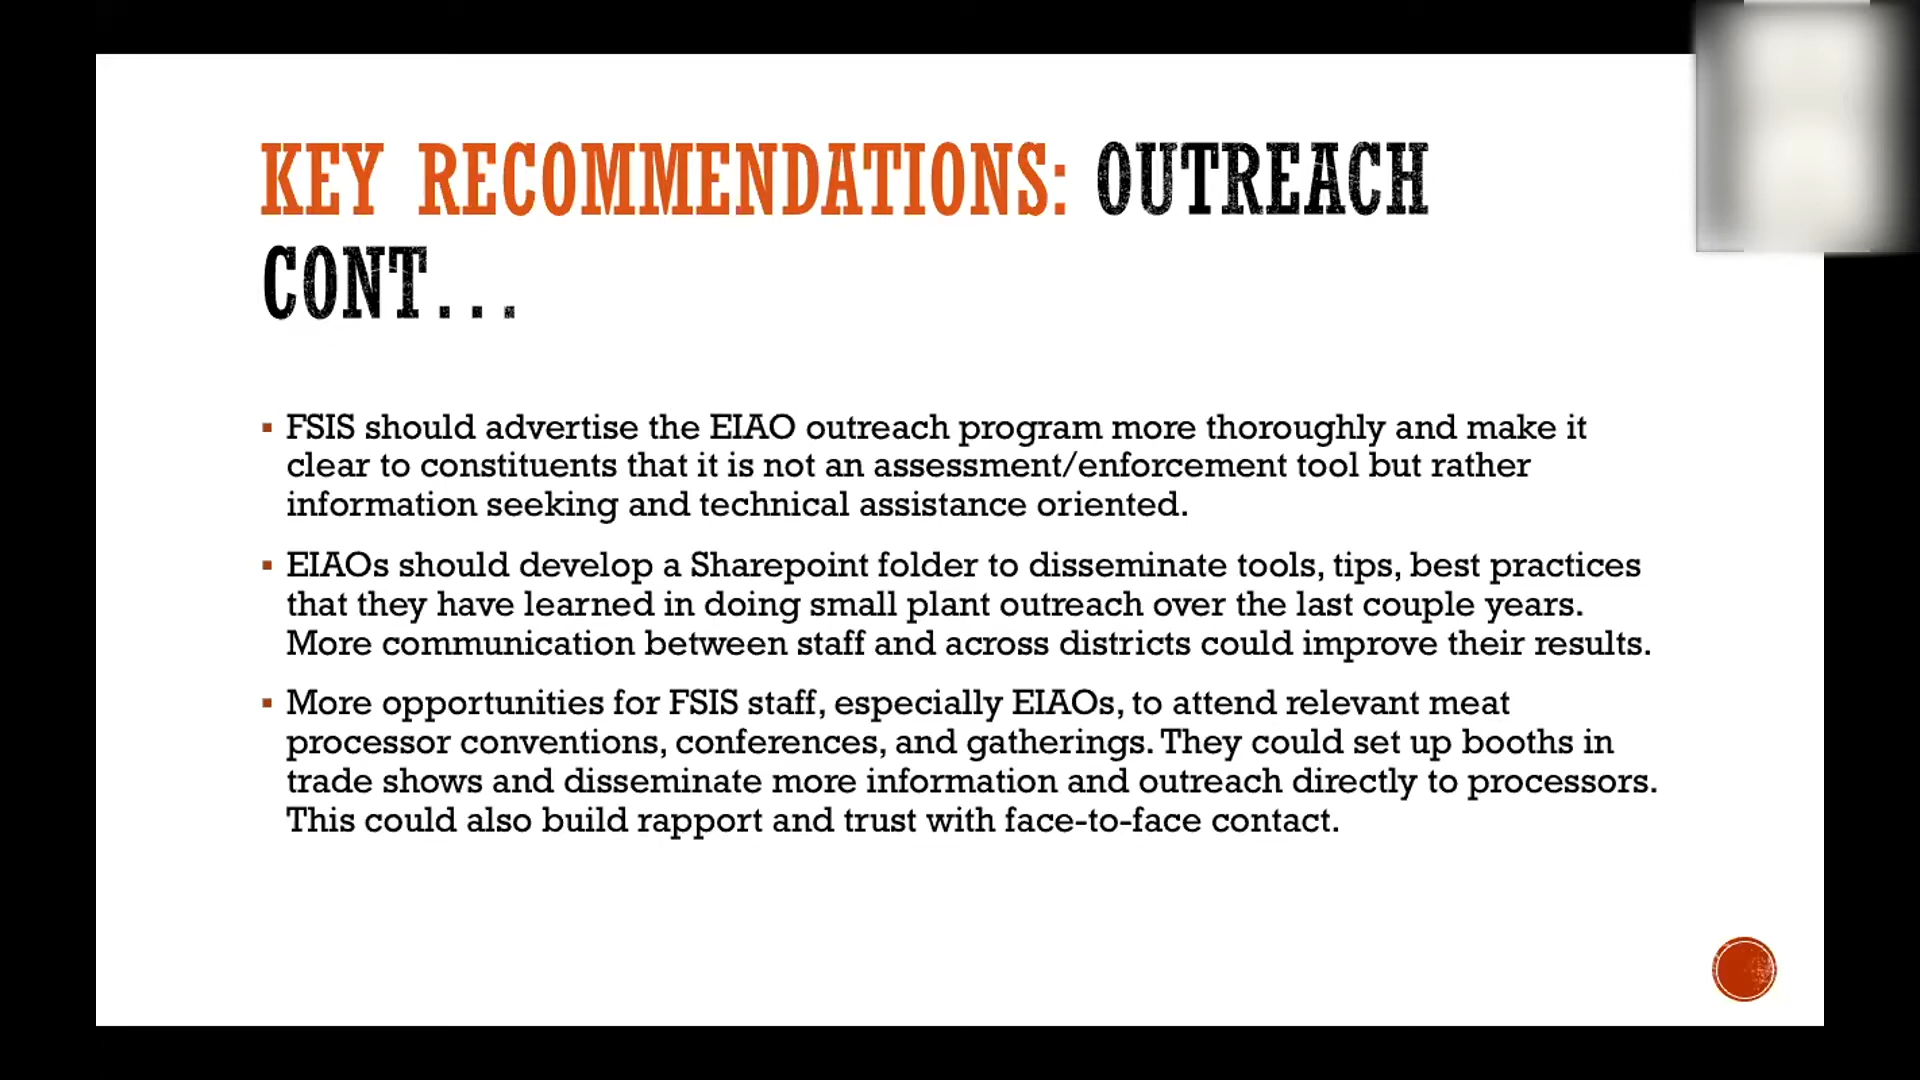 KEY RECOMMENDATIONS: OUTREACH
CONT...
▪ FSIS should advertise the EIAO outreach program more thoroughly and make it
clear to constituents that it is not an assessment/enforcement tool but rather
information seeking and technical assistance oriented.
▪ EIAOs should develop a Sharepoint folder to disseminate tools, tips, best practices
that they have learned in doing small plant outreach over the last couple years.
More communication between staff and across districts could improve their results.
▪ More opportunities for FSIS staff, especially EIAOs, to attend relevant meat
processor conventions, conferences, and gatherings. They could set up booths in
trade shows and disseminate more information and outreach directly to processors.
This could also build rapport and trust with face-to-face contact.